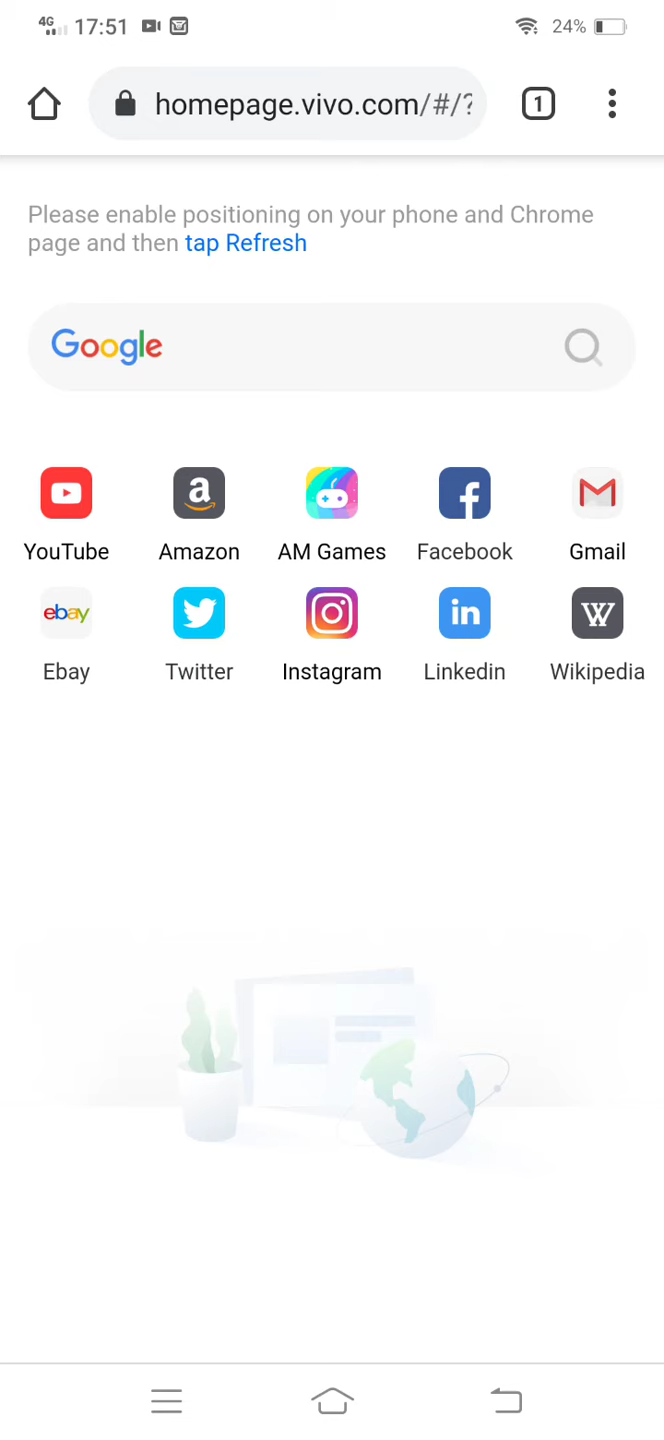 4G 17:51 24%
homepage.vivo.com/#/?
1
Please enable positioning on your phone and Chrome
page and then tap Refresh
Google
YouTube Amazon AM Games Facebook Gmail
ebay
Ebay Twitter Instagram Linkedin Wikipedia